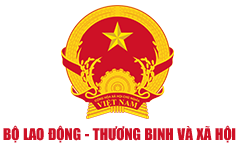 VIỆT NAM
BỘ LAO ĐỘNG - THƯƠNG BINH VÀ XÃ HỘI